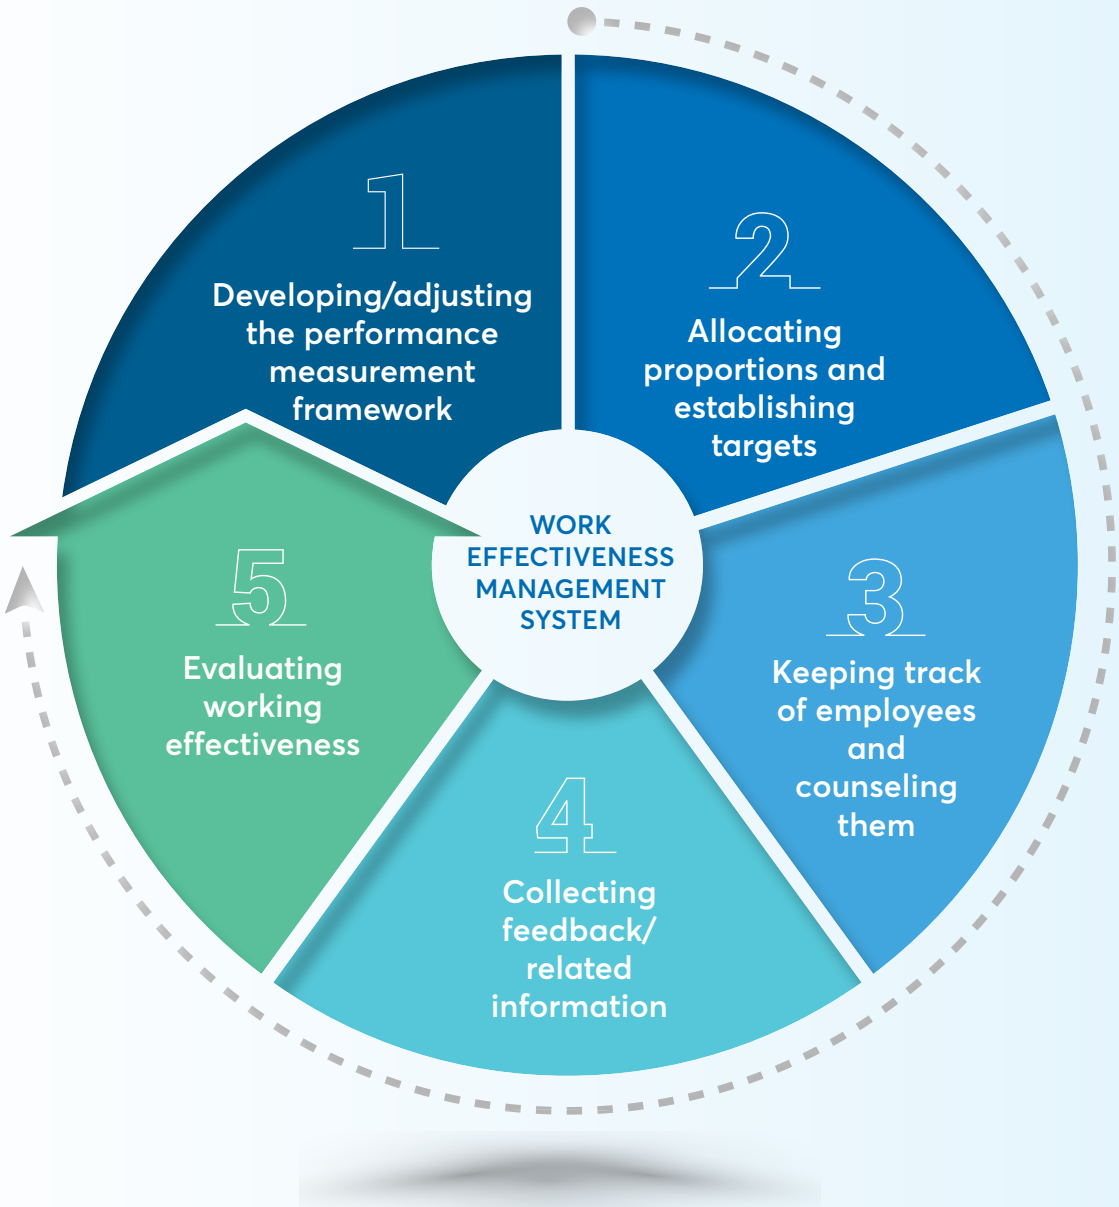 1
Developing/adjusting
the performance
measurement
framework
2
Allocating
proportions and
establishing
targets
3
Keeping track
of employees
and
counseling
them
4
Collecting
feedback/
related
information
5
Evaluating
working
effectiveness
WORK
EFFECTIVENESS
MANAGEMENT
SYSTEM